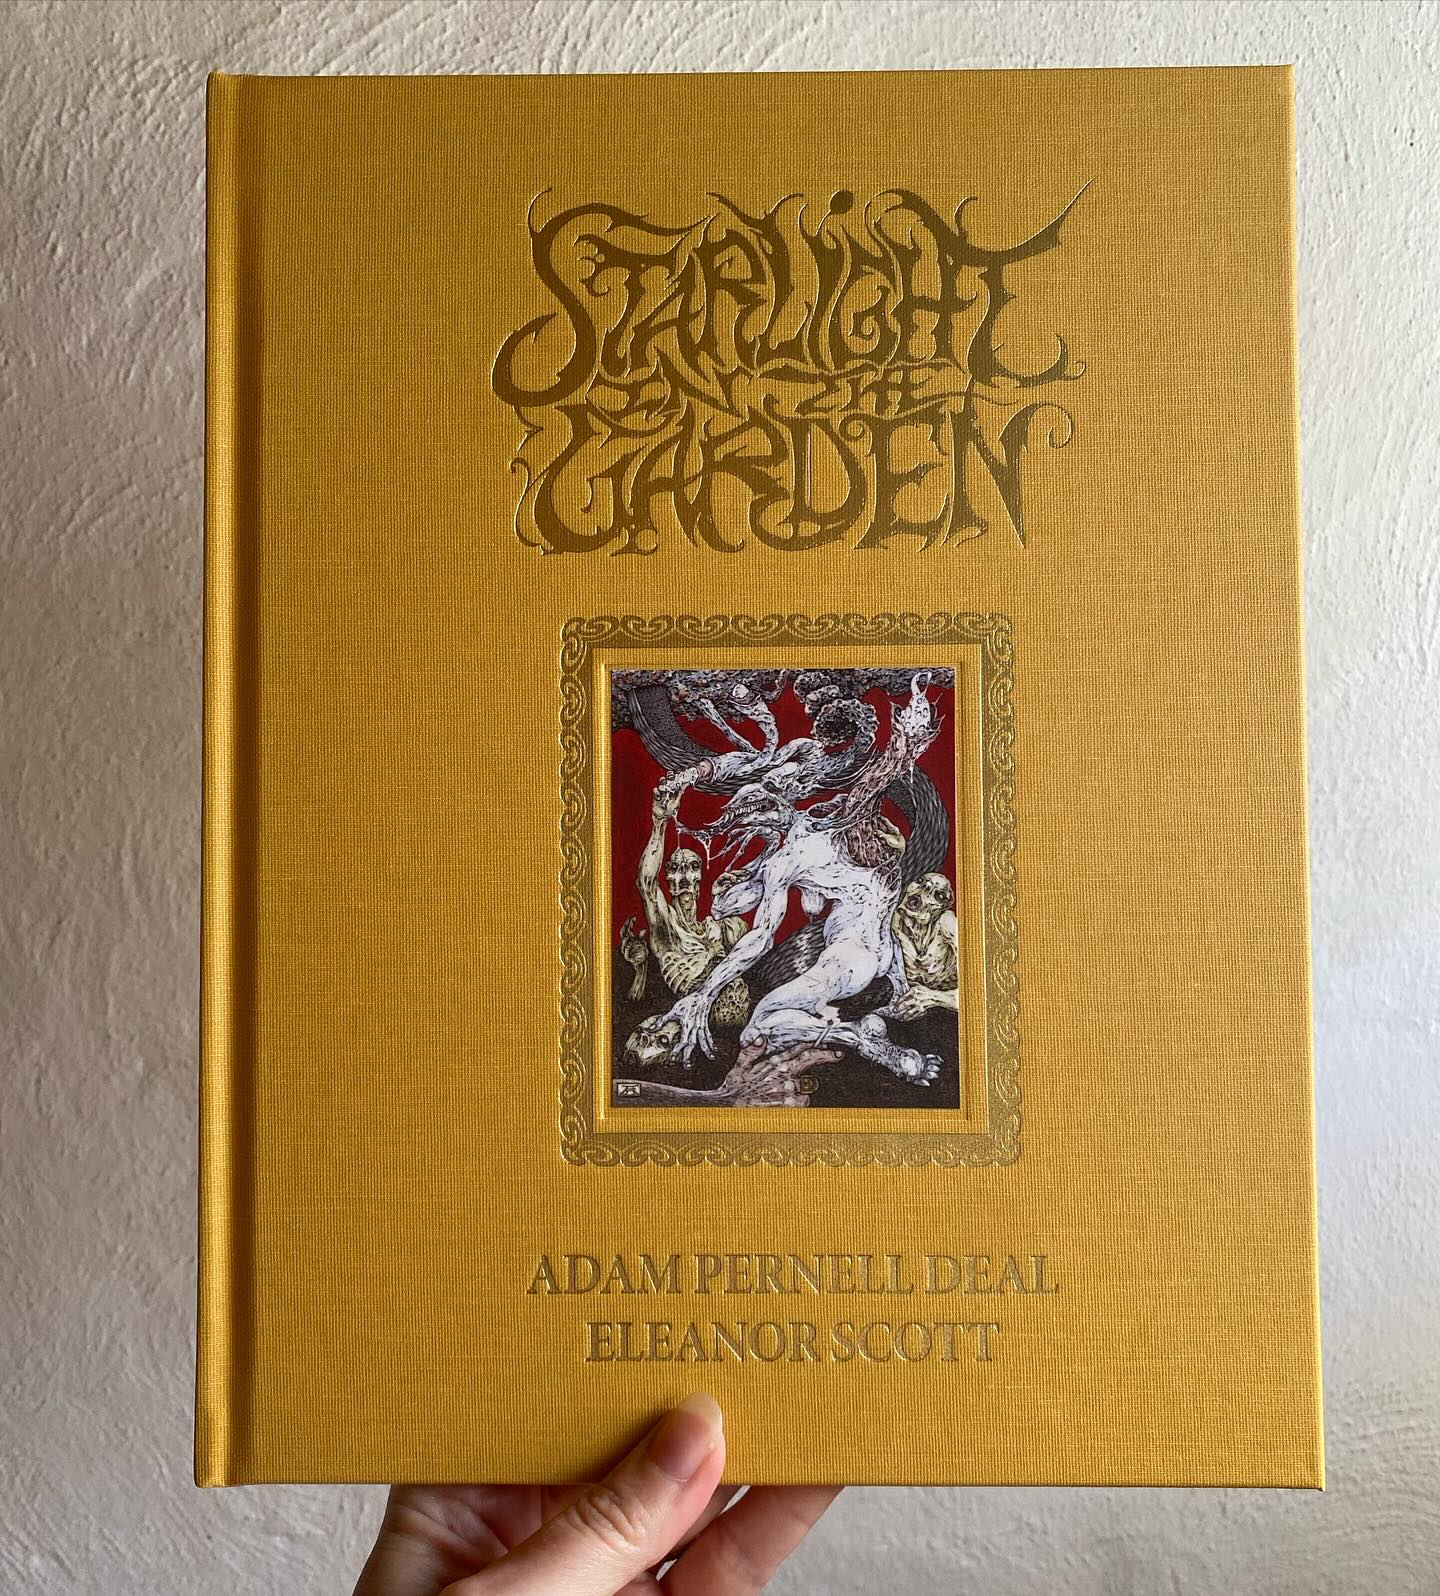 STARLIGHT
IN THE
GARDEN
ADAM PERNELL DEAL
ELEANOR SCOTT